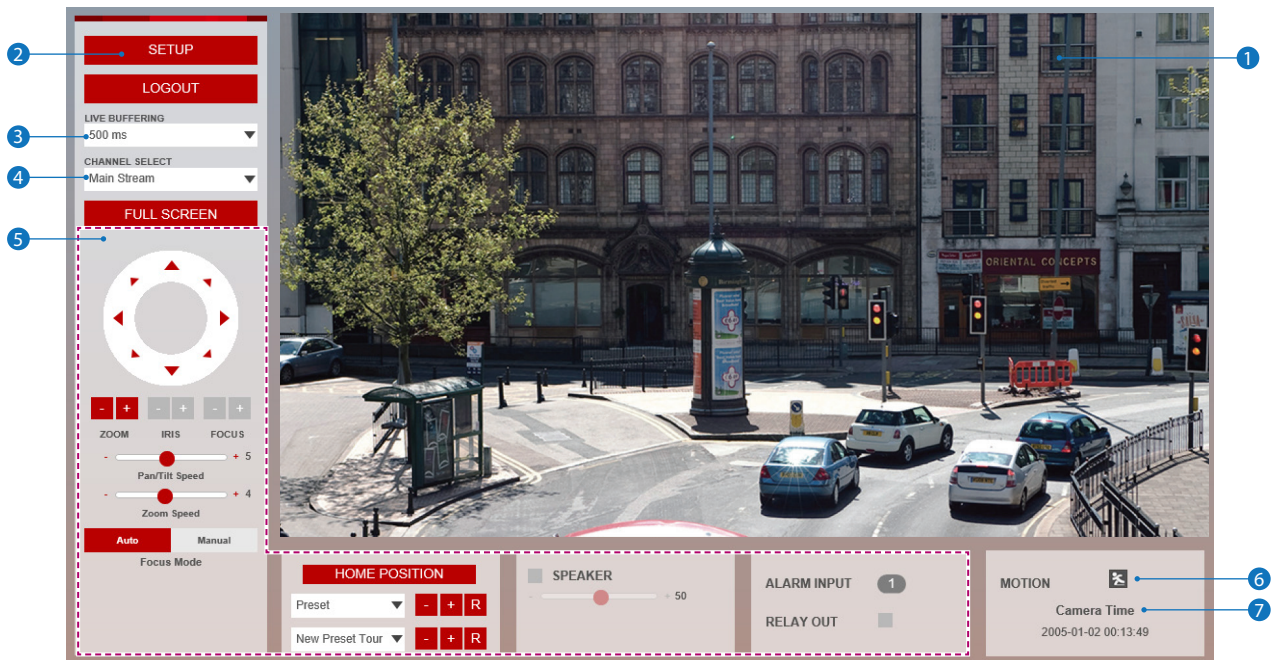 SETUP
LOGOUT
LIVE BUFFERING
500 ms
CHANNEL SELECT
Main Stream
FULL SCREEN
- + - + - +
ZOOM IRIS FOCUS
- + 5
Pan/Tilt Speed
- + 4
Zoom Speed
Auto Manual
Focus Mode
ORIENTAL CONCEPTS
HOME POSITION
Preset - + R
New Preset Tour - + R
SPEAKER
- + 50
ALARM INPUT 1
RELAY OUT
MOTION
Camera Time
2005-01-02 00:13:49
1
2
3
4
5
6
7